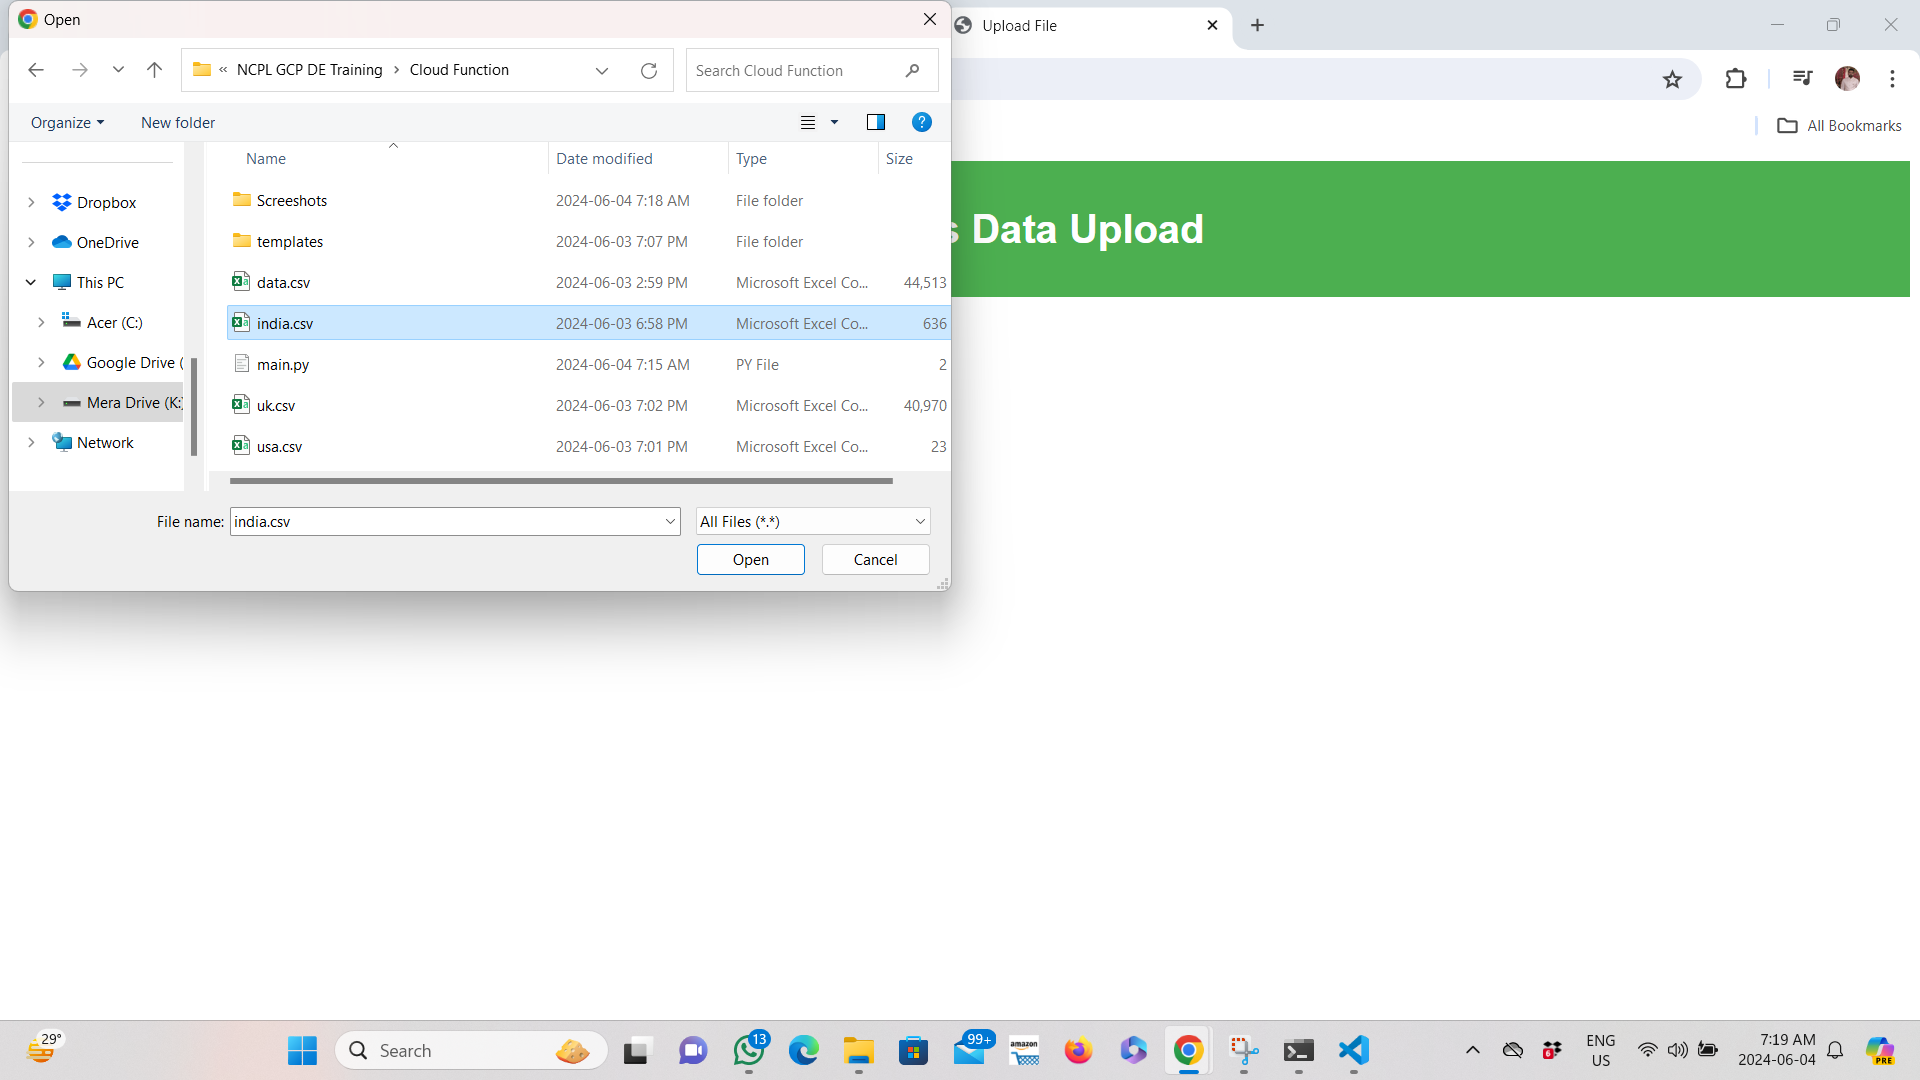 Open
Upload File
NCPL GCP DE Training
Cloud Function
Search Cloud Function
All Bookmarks
Organize
New folder
Name
Date modified
Type
Size
Screeshots
2024-06-04 7:18 AM
File folder
templates
2024-06-03 7:07 PM
File folder
data.csv
2024-06-03 2:59 PM
Microsoft Excel Co...
44,513
india.csv
2024-06-03 6:58 PM
Microsoft Excel Co...
636
main.py
2024-06-04 7:15 AM
PY File
2
uk.csv
2024-06-03 7:02 PM
Microsoft Excel Co...
40,970
usa.csv
2024-06-03 7:01 PM
Microsoft Excel Co...
23
Dropbox
OneDrive
This PC
Acer (C:)
Google Drive (
Mera Drive (K:)
Network
s Data Upload
File name:
india.csv
All Files (*.*)
Open
Cancel
29°
Search
13
99+
amazon
6
ENG
US
7:19 AM
2024-06-04
PRE